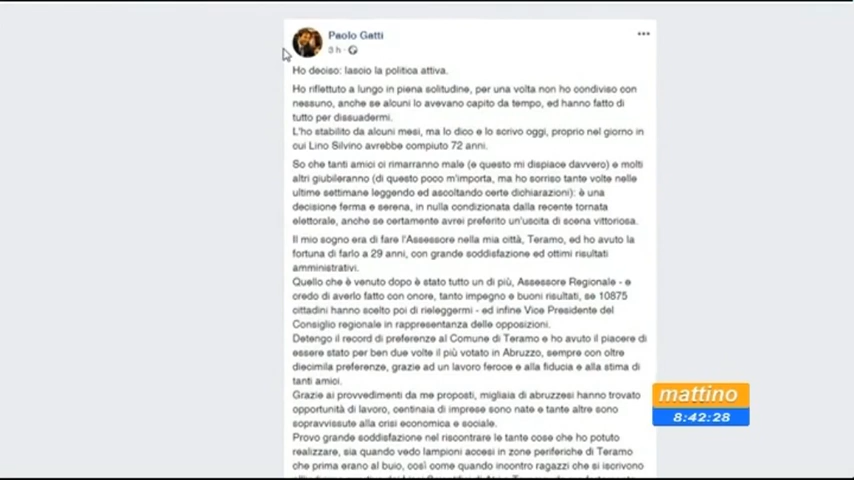 Paolo Gatti
3 h ·
Ho deciso: lascio la politica attiva.
Ho riflettuto a lungo in piena solitudine, per una volta non ho condiviso con
nessuno, anche se alcuni lo avevano capito da tempo, ed hanno fatto di
tutto per dissuadermi.
L'ho stabilito da alcuni mesi, ma lo dico e lo scrivo oggi, proprio nel giorno in
cui Lino Silvino avrebbe compiuto 72 anni.
So che tanti amici ci rimarranno male (e questo mi dispiace davvero) e molti
altri giubileranno (di questo poco m'importa, ma ho sorriso tante volte nelle
ultime settimane leggendo ed ascoltando certe dichiarazioni): è una
decisione ferma e serena, in nulla condizionata dalla recente tornata
elettorale, anche se certamente avrei preferito un'uscita di scena vittoriosa.
Il mio sogno era di fare l'Assessore nella mia città, Teramo, ed ho avuto la
fortuna di farlo a 29 anni, con grande soddisfazione ed ottimi risultati
amministrativi.
Quello che è venuto dopo è stato tutto un di più, Assessore Regionale - e
credo di averlo fatto con onore, tanto impegno e buoni risultati, se 10875
cittadini hanno scelto poi di rieleggermi - ed infine Vice Presidente del
Consiglio regionale in rappresentanza delle opposizioni.
Detengo il record di preferenze al Comune di Teramo e ho avuto il piacere di
essere stato per ben due volte il più votato in Abruzzo, sempre con oltre
diecimila preferenze, grazie ad un lavoro feroce e alla fiducia e alla stima di
tanti amici.
Grazie ai provvedimenti da me proposti, migliaia di abruzzesi hanno trovato
opportunità di lavoro, centinaia di imprese sono nate e tante altre sono
sopravvissute alla crisi economica e sociale.
Provo grande soddisfazione nel riscontrare le tante cose che ho potuto
realizzare, sia quando vedo lampioni accesi in zone periferiche di Teramo
che prima erano al buio, così come quando incontro ragazzi che si iscrivono
mattino
8:42:28